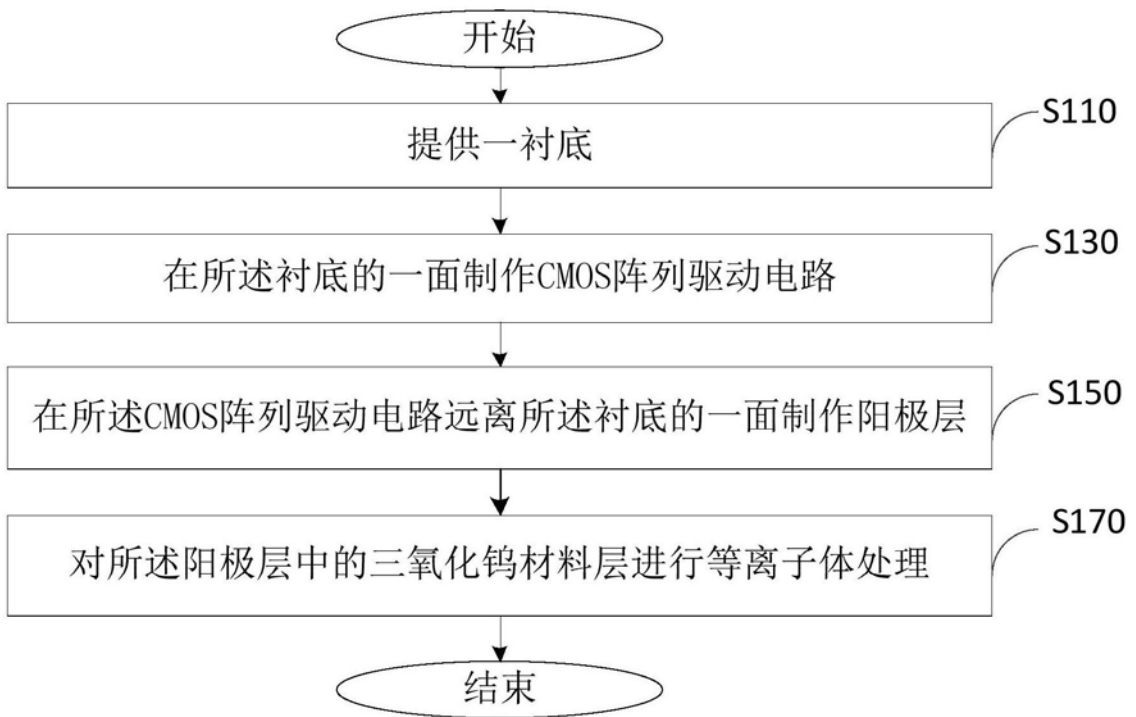 开始
提供一衬底
S110
在所述衬底的一面制作CMOS阵列驱动电路
S130
在所述CMOS阵列驱动电路远离所述衬底的一面制作阳极层
S150
对所述阳极层中的三氧化钨材料层进行等离子体处理
S170
结束